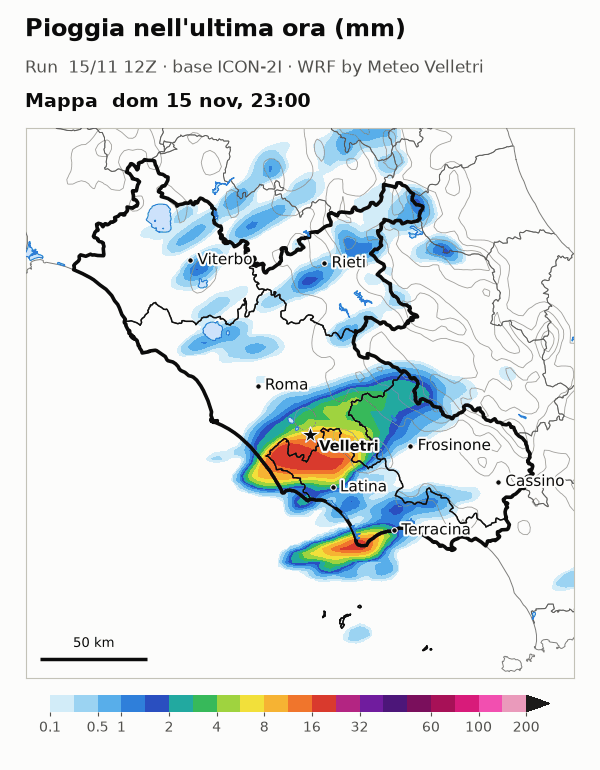 Pioggia nell'ultima ora (mm)
Run  15/11 12Z · base ICON-2I · WRF by Meteo Velletri
Mappa  dom 15 nov, 23:00
Viterbo
Rieti
Roma
Velletri
Frosinone
Latina
Cassino
Terracina
50 km
0.1 0.5 1 2 4 8 16 32 60 100 200